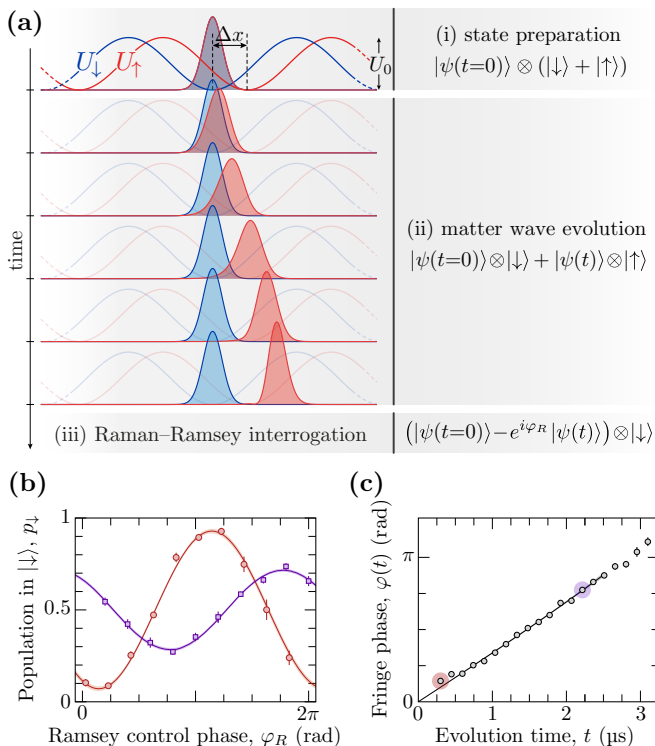 (a)
U↓ U↑
Δx
U₀
(i) state preparation
|ψ(t=0)⟩ ⊗ (|↓⟩ + |↑⟩)
time
(ii) matter wave evolution
|ψ(t=0)⟩⊗|↓⟩ + |ψ(t)⟩⊗|↑⟩
(iii) Raman–Ramsey interrogation
(|ψ(t=0)⟩−e^{iφ_R}|ψ(t)⟩)⊗|↓⟩
(b)
Population in |↓⟩, p↓
1
0.5
0
0 2π
Ramsey control phase, φ_R (rad)
(c)
Fringe phase, φ(t) (rad)
π
0
0 1 2 3
Evolution time, t (µs)